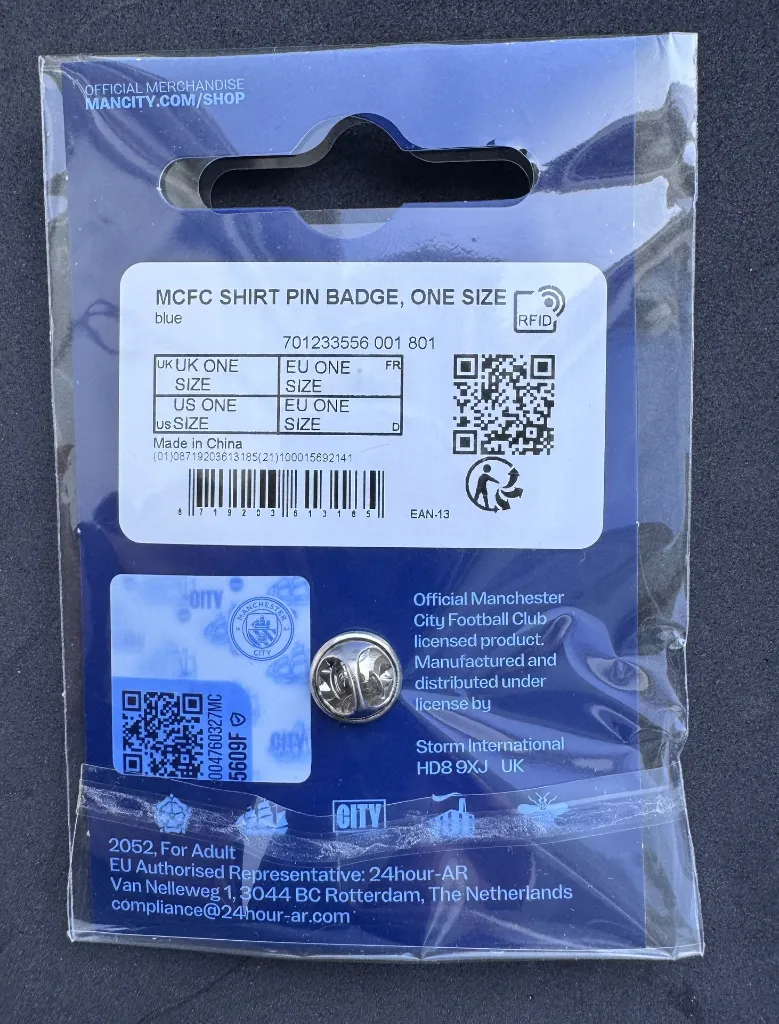 OFFICIAL MERCHANDISE
MANCITY.COM/SHOP
MCFC SHIRT PIN BADGE, ONE SIZE
RFID
blue
701233556 001 801
UK UK ONE SIZE EU ONE SIZE FR
US US ONE SIZE EU ONE SIZE D
Made in China
(01)08719203613185(21)100015692141
8 719203 613185
EAN-13
CITY
MANCHESTER
CITY
CITY
004760327MC
5609F
Official Manchester
City Football Club
licensed product.
Manufactured and
distributed under
license by
Storm International
HD8 9XJ UK
CITY
2052, For Adult
EU Authorised Representative: 24hour-AR
Van Nelleweg 1, 3044 BC Rotterdam, The Netherlands
compliance@24hour-ar.com